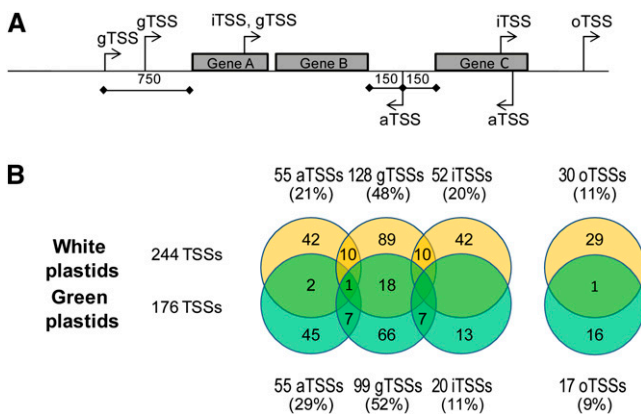 A
gTSS
gTSS
iTSS, gTSS
iTSS
oTSS
Gene A
Gene B
Gene C
750
150
150
aTSS
aTSS
B
55 aTSSs
(21%)
128 gTSSs
(48%)
52 iTSSs
(20%)
30 oTSSs
(11%)
White
plastids
244 TSSs
42
10
89
10
42
29
2
1
18
1
Green
plastids
176 TSSs
45
7
66
7
13
16
55 aTSSs
(29%)
99 gTSSs
(52%)
20 iTSSs
(11%)
17 oTSSs
(9%)